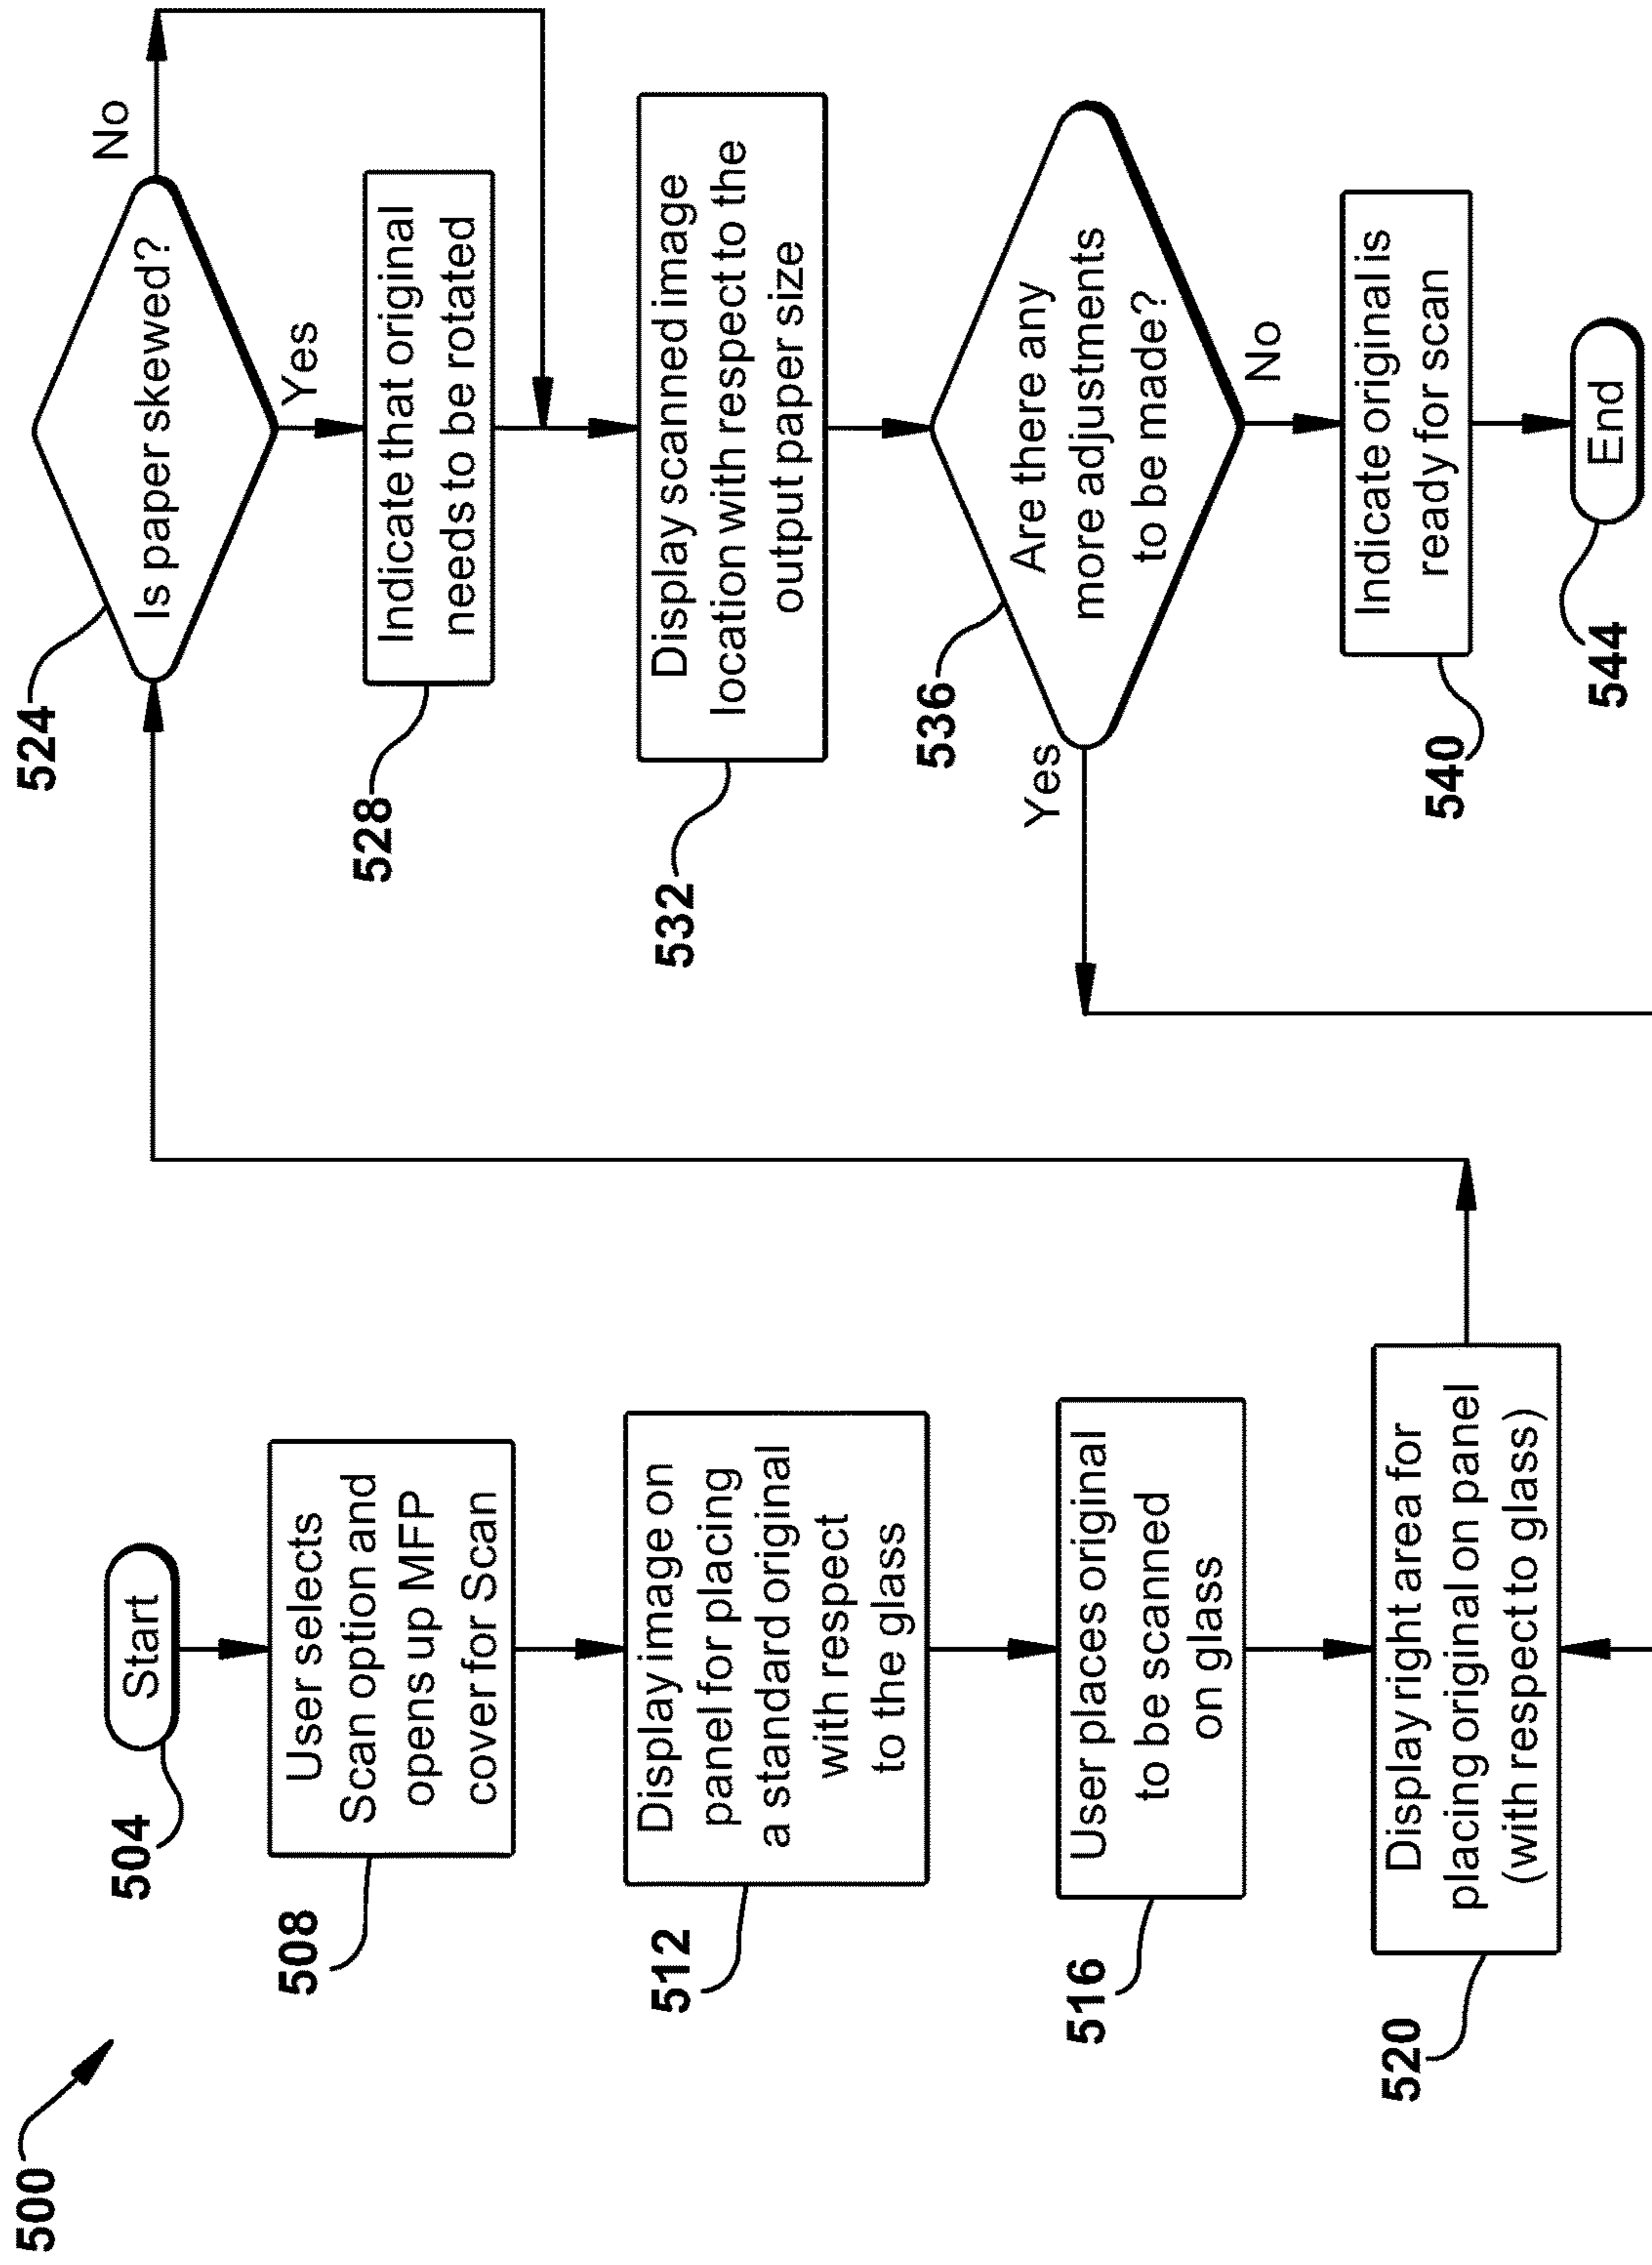 500
504
Start
508
User selects
Scan option and
opens up MFP
cover for Scan
512
Display image on
panel for placing
a standard original
with respect
to the glass
516
User places original
to be scanned
on glass
520
Display right area for
placing original on panel
(with respect to glass)
524
Is paper skewed?
No
Yes
528
Indicate that original
needs to be rotated
532
Display scanned image
location with respect to the
output paper size
536
Are there any
more adjustments
to be made?
Yes
No
540
Indicate original is
ready for scan
544
End